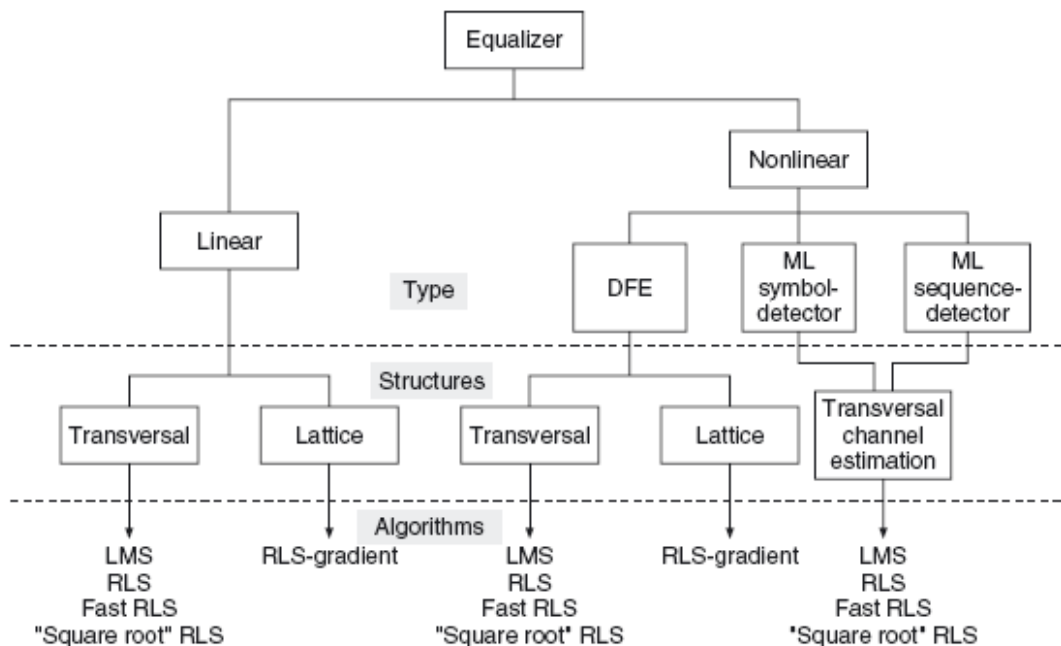 Equalizer
Nonlinear
Linear
Type
DFE
ML
symbol-
detector
ML
sequence-
detector
Structures
Transversal
Lattice
Transversal
Lattice
Transversal
channel
estimation
Algorithms
LMS
RLS
Fast RLS
"Square root" RLS
RLS-gradient
LMS
RLS
Fast RLS
"Square root" RLS
RLS-gradient
LMS
RLS
Fast RLS
"Square root" RLS